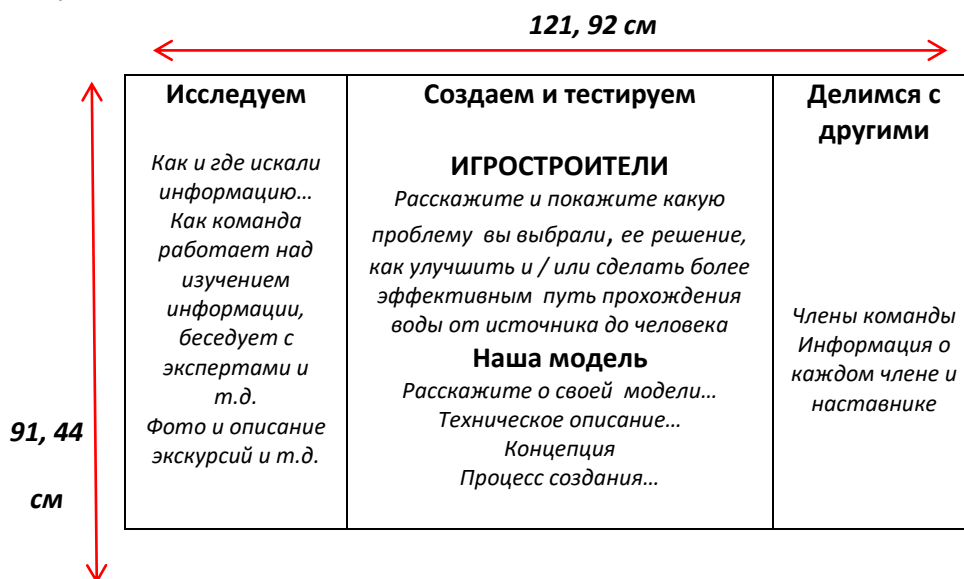 121, 92 см
91, 44
см
Исследуем
Как и где искали
информацию…
Как команда
работает над
изучением
информации,
беседует с
экспертами и
т.д.
Фото и описание
экскурсий и т.д.
Создаем и тестируем
ИГРОСТРОИТЕЛИ
Расскажите и покажите какую
проблему вы выбрали, ее решение,
как улучшить и / или сделать более
эффективным путь прохождения
воды от источника до человека
Наша модель
Расскажите о своей модели…
Техническое описание…
Концепция
Процесс создания…
Делимся с
другими
Члены команды
Информация о
каждом члене и
наставнике